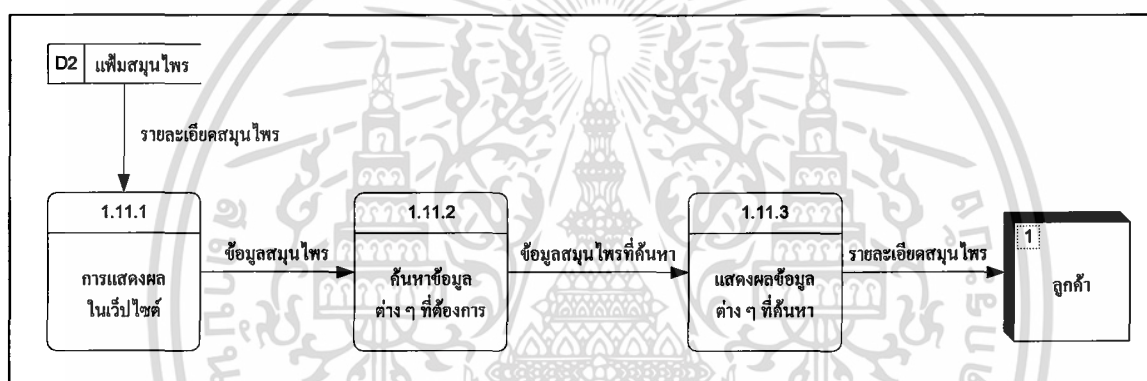 D2 แฟ้มสมุนไพร
รายละเอียดสมุนไพร
1.11.1
การแสดงผล
ในเว็ปไซต์
ข้อมูลสมุนไพร
1.11.2
ค้นหาข้อมูล
ต่าง ๆ ที่ต้องการ
ข้อมูลสมุนไพรที่ค้นหา
1.11.3
แสดงผลข้อมูล
ต่าง ๆ ที่ค้นหา
รายละเอียดสมุนไพร
1
ลูกค้า